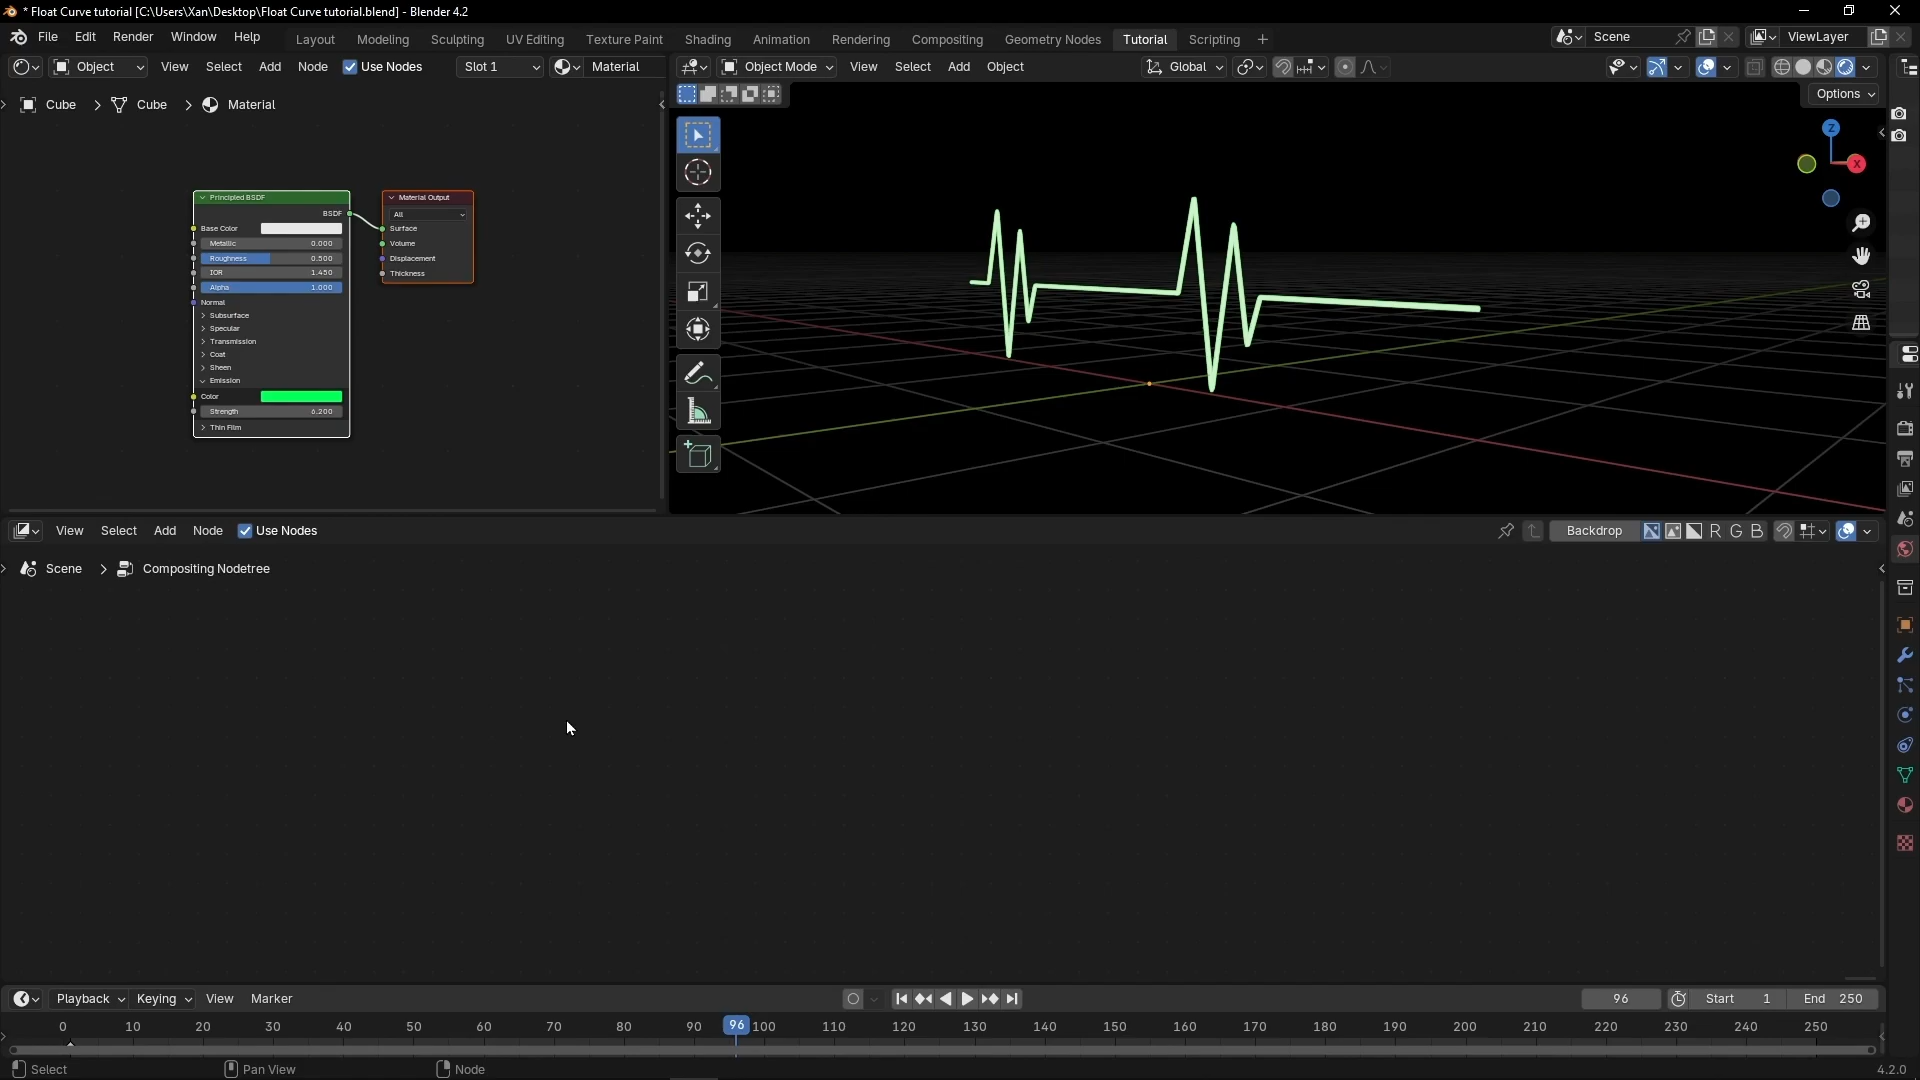 * Float Curve tutorial [C:\Users\Xan\Desktop\Float Curve tutorial.blend] - Blender 4.2
File Edit Render Window Help Layout Modeling Sculpting UV Editing Texture Paint Shading Animation Rendering Compositing Geometry Nodes Tutorial Scripting + Scene ViewLayer
Object View Select Add Node Use Nodes Slot 1 Material
Object Mode View Select Add Object Global
Options
Cube > Cube > Material
Z
X
Principled BSDF
BSDF
Base Color
Metallic 0.000
Roughness 0.500
IOR 1.450
Alpha 1.000
Normal
Subsurface
Specular
Transmission
Coat
Sheen
Emission
Color
Strength 6.200
Thin Film
Material Output
All
Surface
Volume
Displacement
Thickness
View Select Add Node Use Nodes Backdrop R G B
Scene > Compositing Nodetree
Playback Keying View Marker 96 Start 1 End 250
0 10 20 30 40 50 60 70 80 90 96 100 110 120 130 140 150 160 170 180 190 200 210 220 230 240 250
Select Pan View Node 4.2.0